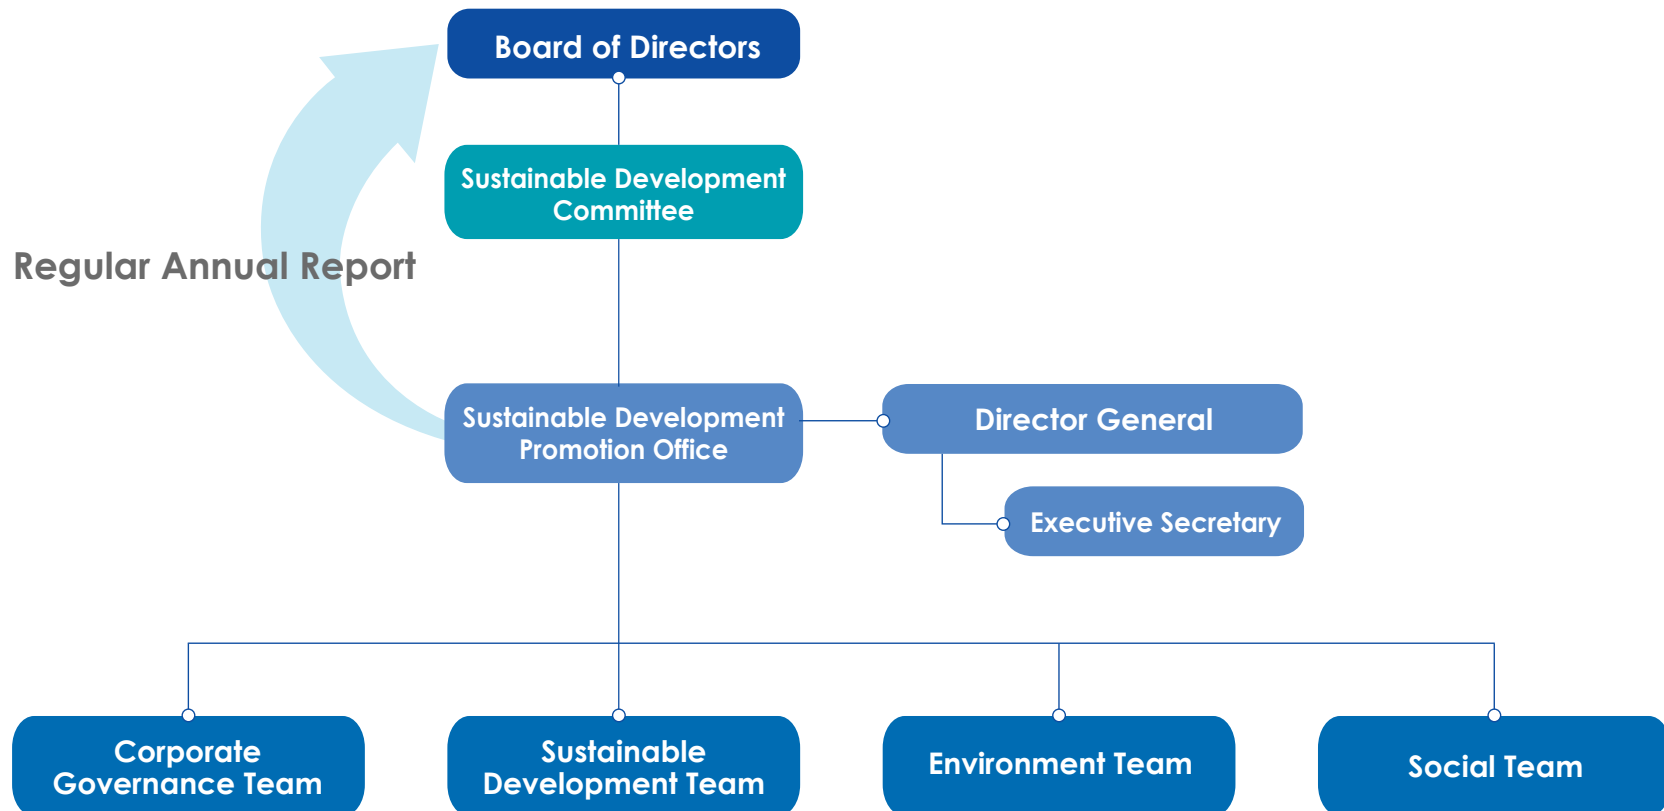 Board of Directors
Sustainable Development
Committee
Regular Annual Report
Sustainable Development
Promotion Office
Director General
Executive Secretary
Corporate
Governance Team
Sustainable
Development Team
Environment Team
Social Team